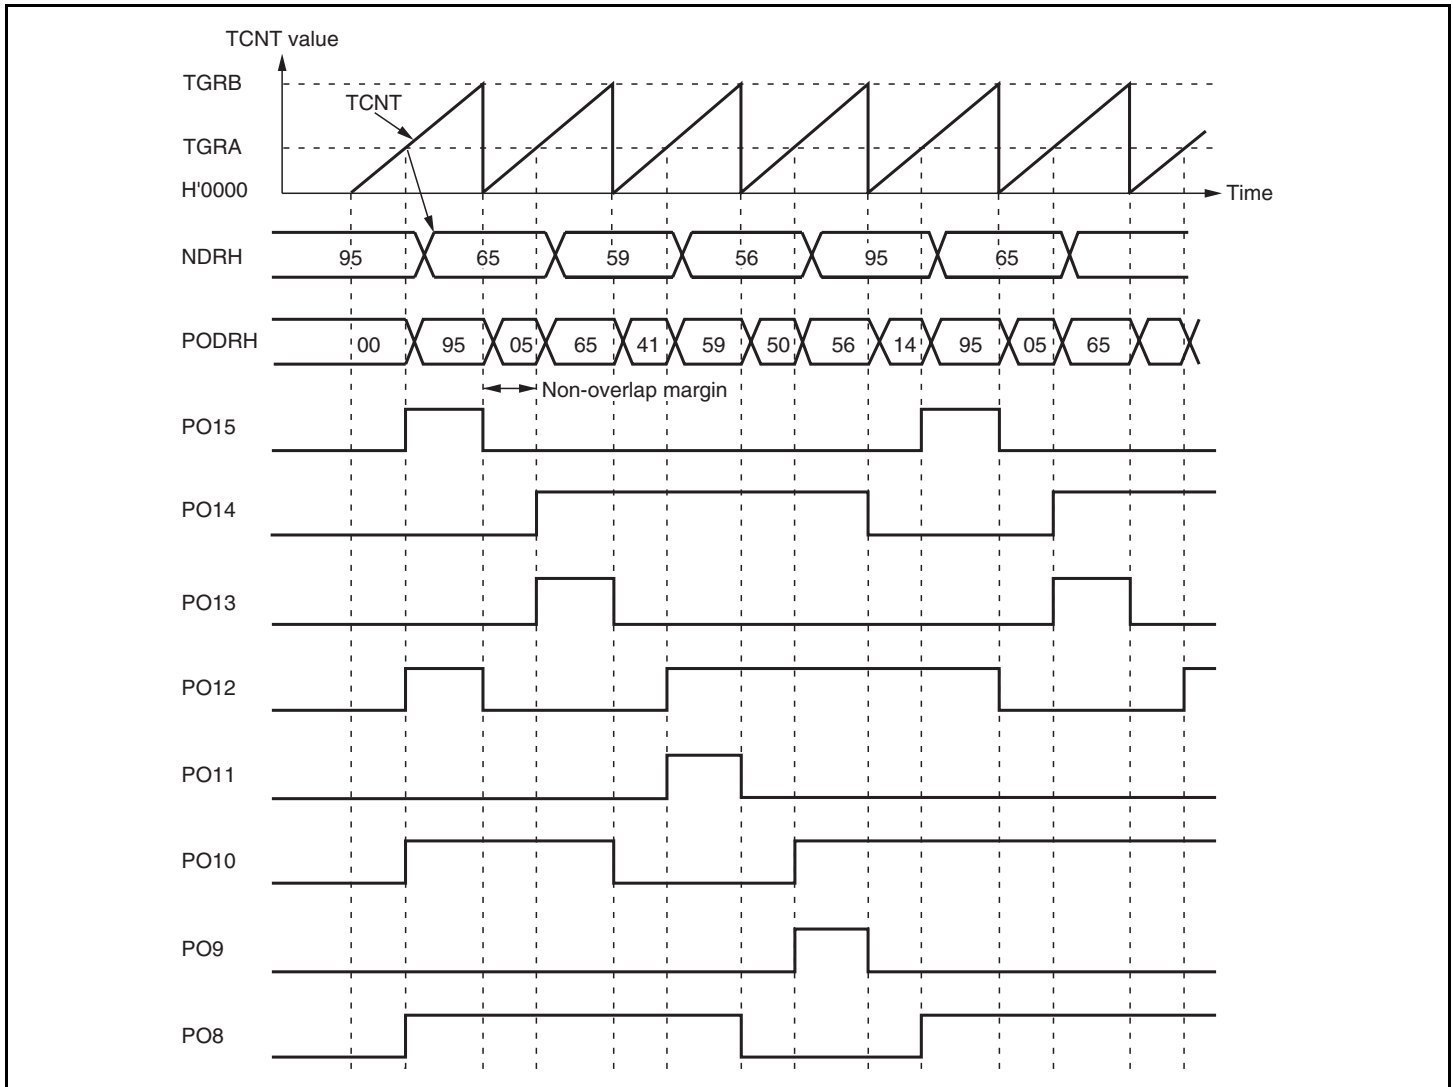 TCNT value
TGRB
TCNT
TGRA
H'0000
Time
NDRH 95 65 59 56 95 65
PODRH 00 95 05 65 41 59 50 56 14 95 05 65
Non-overlap margin
PO15
PO14
PO13
PO12
PO11
PO10
PO9
PO8